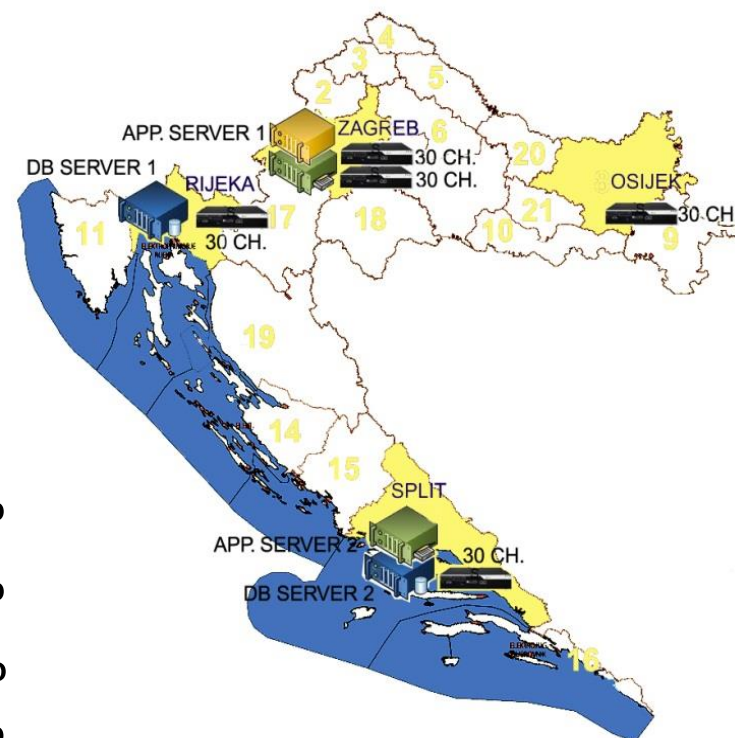 4
3
5
2
APP. SERVER 1
ZAGREB
6
30 CH.
30 CH.
20
OSIJEK
30 CH
DB SERVER 1
RIJEKA
11
17
30 CH.
18
10
21
9
19
14
15
SPLIT
APP. SERVER 2
30 CH.
DB SERVER 2
16